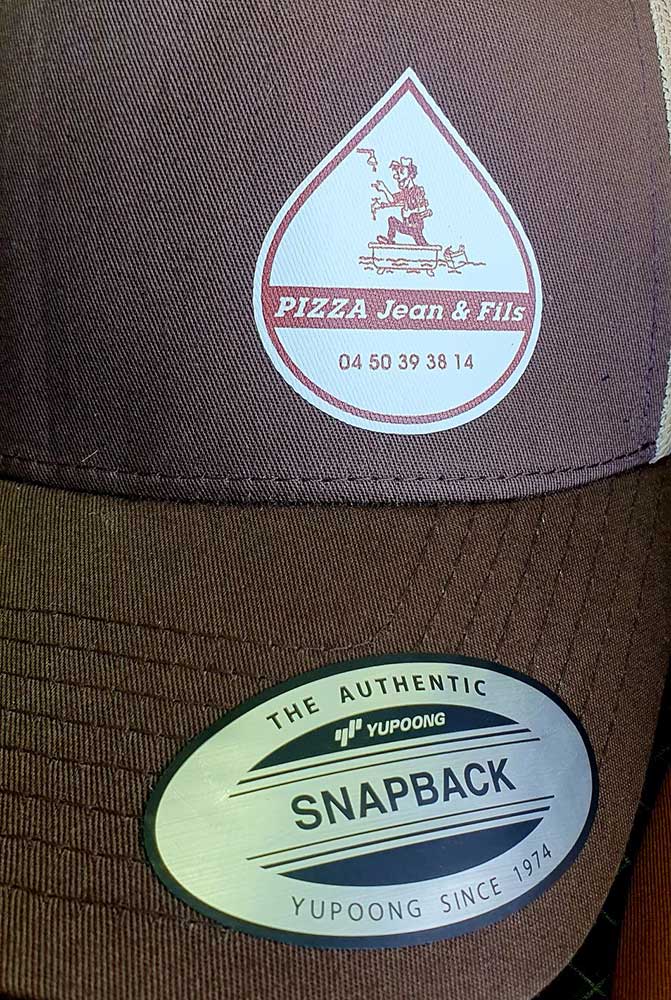 PIZZA Jean & Fils
04 50 39 38 14
THE AUTHENTIC
YUPOONG
SNAPBACK
YUPOONG SINCE 1974